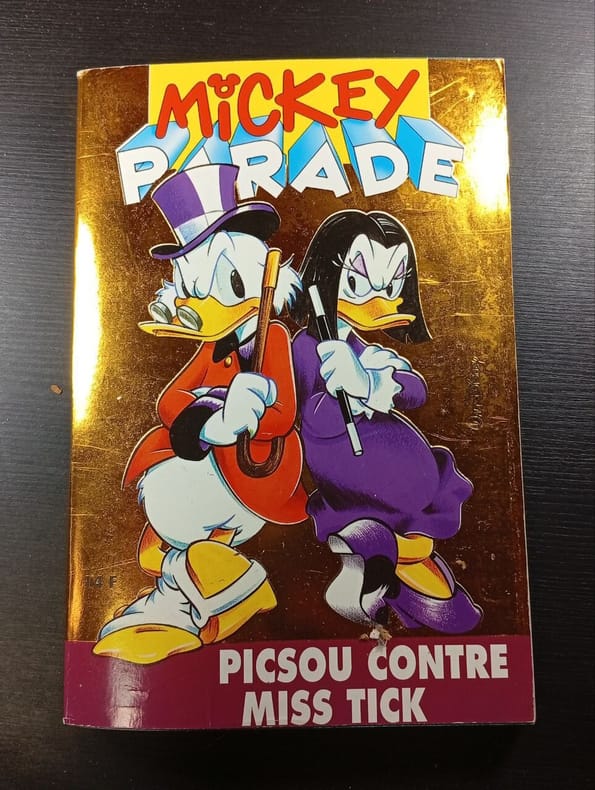 MiCKEY
PARADE
14 F
PICSOU CONTRE
MISS TICK